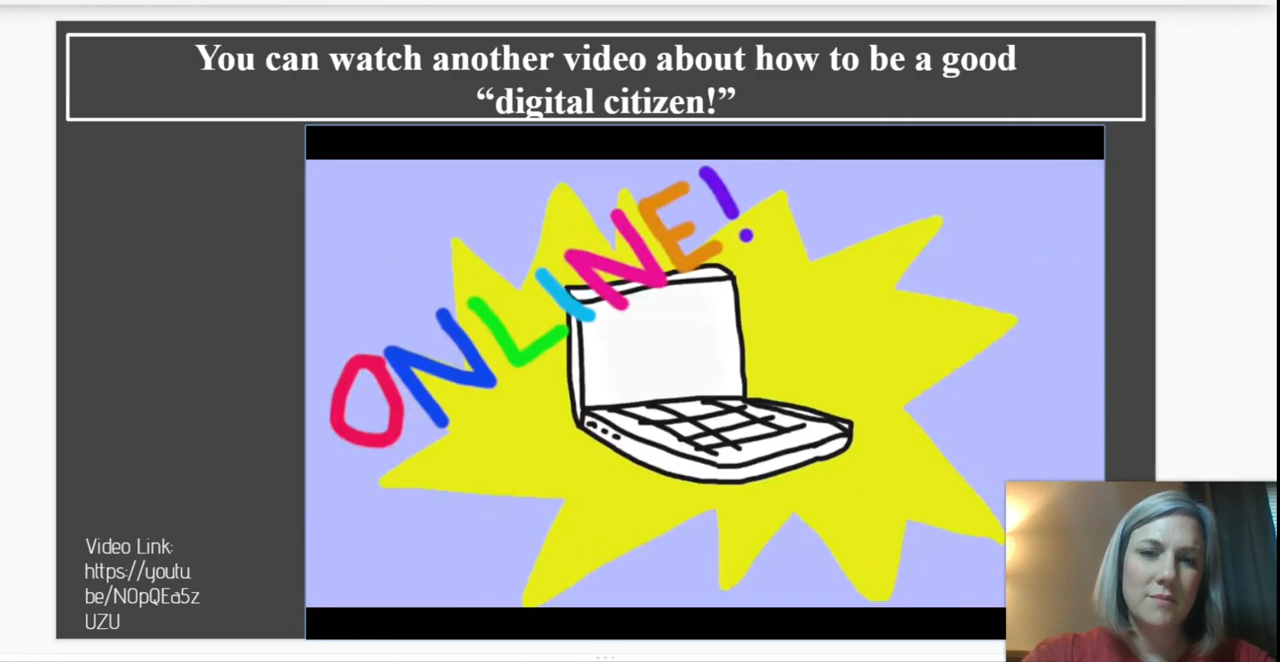 You can watch another video about how to be a good
“digital citizen!”
ONLINE!
Video Link:
https://youtu.
be/N0pQEa5z
UZU